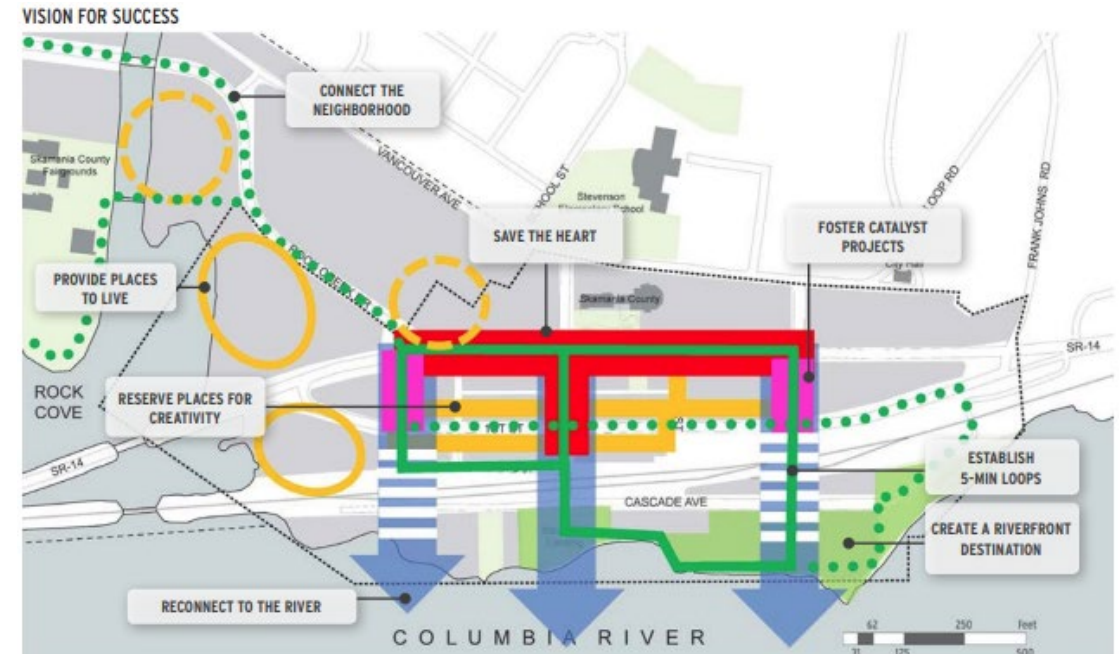 VISION FOR SUCCESS
CONNECT THE
NEIGHBORHOOD
Skamania County
Fairgrounds
VANCOUVER AVE
Stevenson
SAVE THE HEART
FOSTER CATALYST
PROJECTS
LOOP RD
FRANK JOHNS RD
PROVIDE PLACES
TO LIVE
Skamania County
SR-14
ROCK
COVE
RESERVE PLACES FOR
CREATIVITY
SR-14
ESTABLISH
5-MIN LOOPS
CASCADE AVE
CREATE A RIVERFRONT
DESTINATION
RECONNECT TO THE RIVER
COLUMBIA RIVER
62 250 Feet
31 125 500